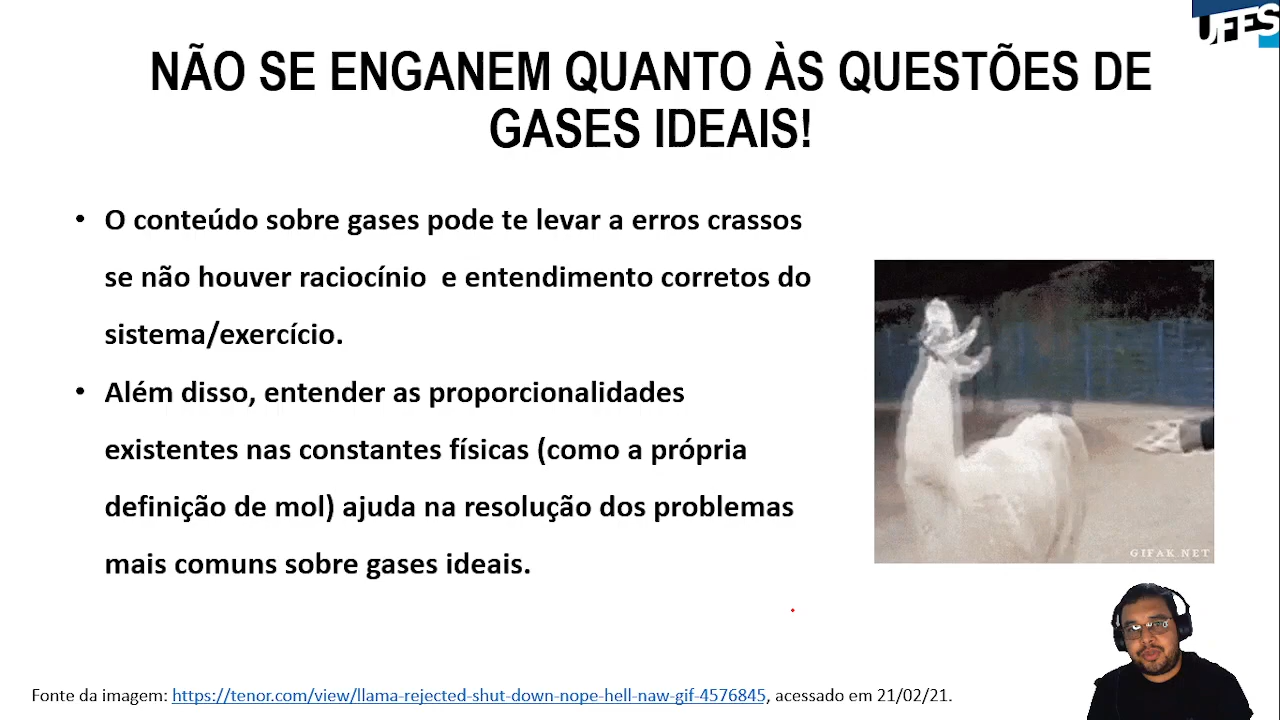 UFES
NÃO SE ENGANEM QUANTO ÀS QUESTÕES DE
GASES IDEAIS!
• O conteúdo sobre gases pode te levar a erros crassos
se não houver raciocínio e entendimento corretos do
sistema/exercício.
• Além disso, entender as proporcionalidades
existentes nas constantes físicas (como a própria
definição de mol) ajuda na resolução dos problemas
mais comuns sobre gases ideais.
GIFAK.NET
Fonte da imagem: https://tenor.com/view/llama-rejected-shut-down-nope-hell-naw-gif-4576845, acessado em 21/02/21.